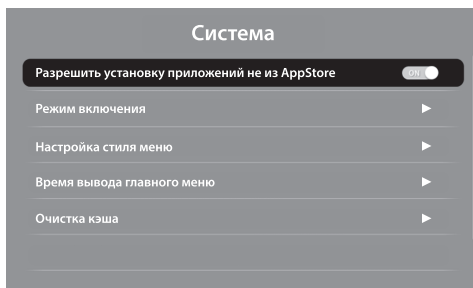 Система
Разрешить установку приложений не из AppStore
ON
Режим включения
Настройка стиля меню
Время вывода главного меню
Очистка кэша